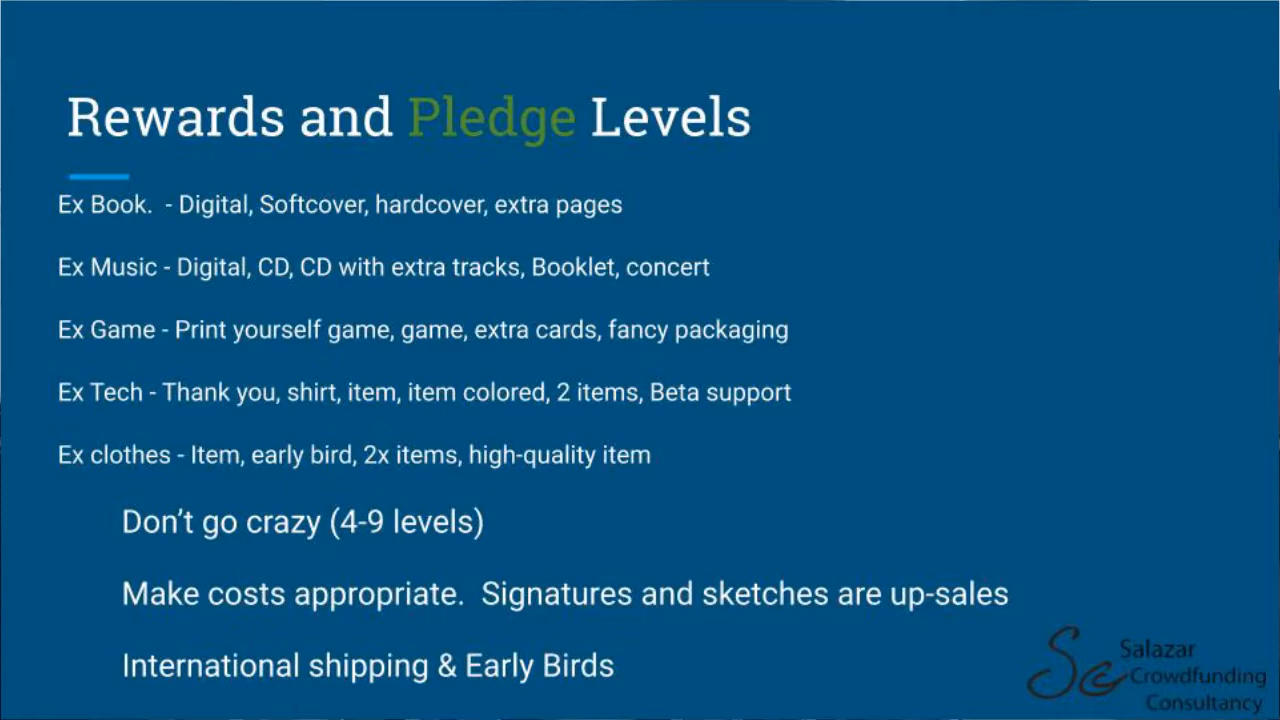 Rewards and Pledge Levels
Ex Book.  - Digital, Softcover, hardcover, extra pages
Ex Music - Digital, CD, CD with extra tracks, Booklet, concert
Ex Game - Print yourself game, game, extra cards, fancy packaging
Ex Tech - Thank you, shirt, item, item colored, 2 items, Beta support
Ex clothes - Item, early bird, 2x items, high-quality item
Don’t go crazy (4-9 levels)
Make costs appropriate.  Signatures and sketches are up-sales
International shipping & Early Birds
Scc
Salazar
Crowdfunding
Consultancy